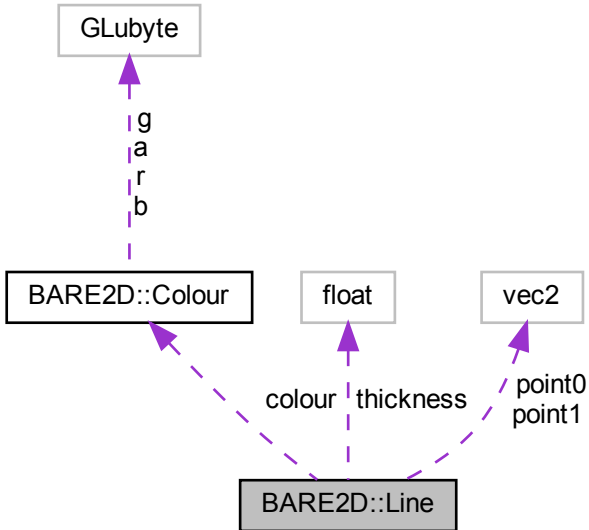 GLubyte
g
a
r
b
BARE2D::Colour
float
vec2
colour
thickness
point0
point1
BARE2D::Line